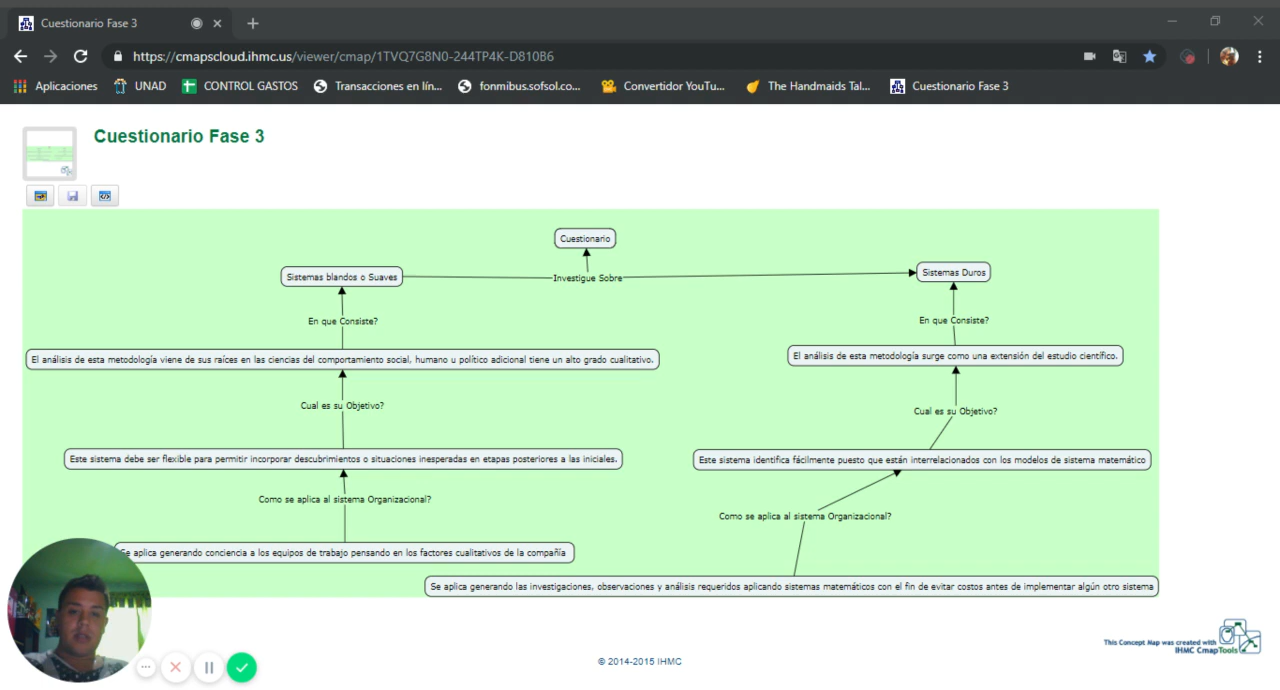 Cuestionario Fase 3
https://cmapscloud.ihmc.us/viewer/cmap/1TVQ7G8N0-244TP4K-D810B6
Aplicaciones UNAD CONTROL GASTOS Transacciones en lín... fonmibus.sofsol.co... Convertidor YouTu... The Handmaids Tal... Cuestionario Fase 3
Cuestionario Fase 3
Cuestionario
Sistemas blandos o Suaves
Investigue Sobre
Sistemas Duros
En que Consiste?
En que Consiste?
El análisis de esta metodología viene de sus raíces en las ciencias del comportamiento social, humano u político adicional tiene un alto grado cualitativo.
El análisis de esta metodología surge como una extensión del estudio científico.
Cual es su Objetivo?
Cual es su Objetivo?
Este sistema debe ser flexible para permitir incorporar descubrimientos o situaciones inesperadas en etapas posteriores a las iniciales.
Este sistema identifica fácilmente puesto que están interrelacionados con los modelos de sistema matemático
Como se aplica al sistema Organizacional?
Como se aplica al sistema Organizacional?
Se aplica generando conciencia a los equipos de trabajo pensando en los factores cualitativos de la compañía
Se aplica generando las investigaciones, observaciones y análisis requeridos aplicando sistemas matemáticos con el fin de evitar costos antes de implementar algún otro sistema
This Concept Map was created with
IHMC CmapTools
© 2014-2015 IHMC